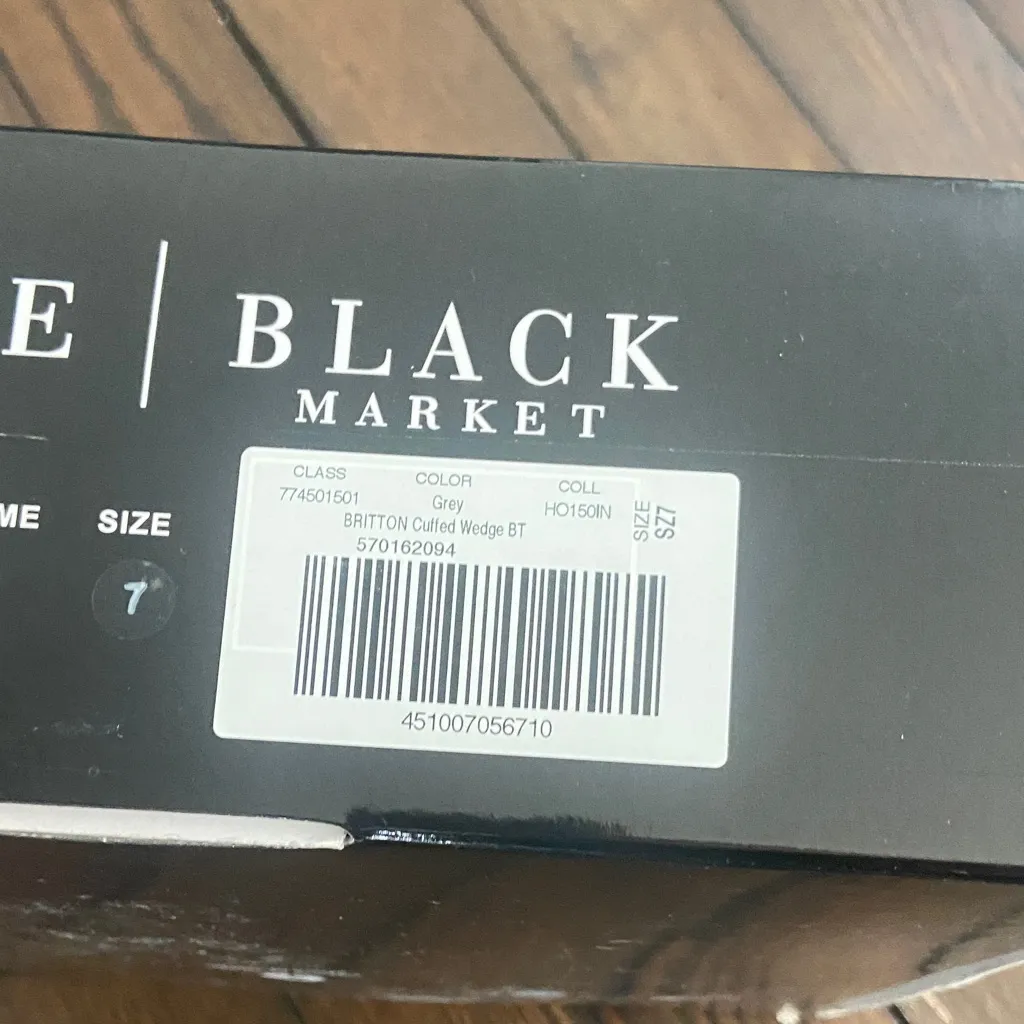 E | BLACK
MARKET
ME SIZE
7
CLASS COLOR COLL
774501501 Grey HO150IN
BRITTON Cuffed Wedge BT
570162094
SIZE
SZ7
451007056710